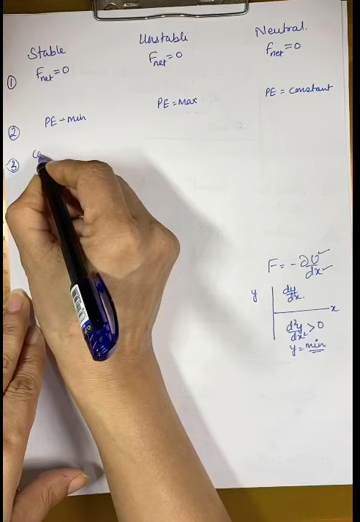 Stable Unstable Neutral.
① Fnet = 0 Fnet = 0 Fnet = 0
② PE = min PE = Max PE = constant
③
F = -∂U/dx
y dy/dx x
d²y/dx² > 0
y = min